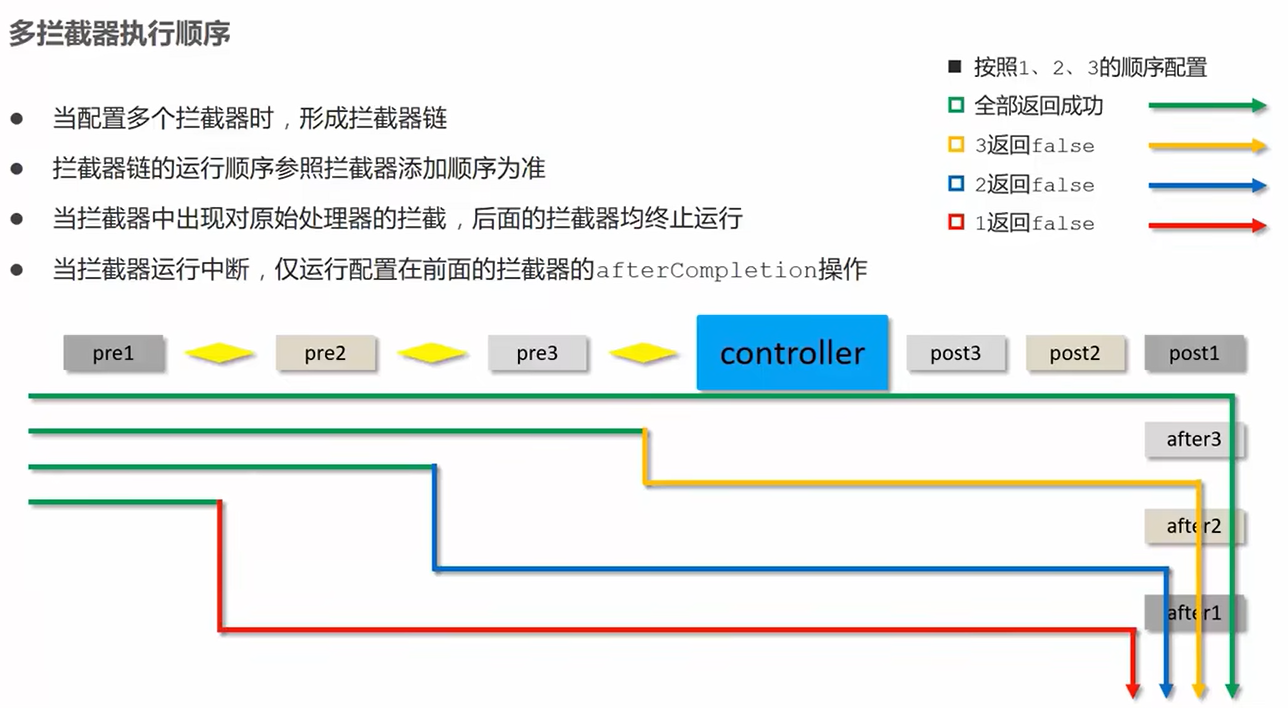 多拦截器执行顺序
当配置多个拦截器时，形成拦截器链
拦截器链的运行顺序参照拦截器添加顺序为准
当拦截器中出现对原始处理器的拦截，后面的拦截器均终止运行
当拦截器运行中断，仅运行配置在前面的拦截器的afterCompletion操作
按照1、2、3的顺序配置
全部返回成功
3返回false
2返回false
1返回false
pre1 pre2 pre3 controller post3 post2 post1
after3
after2
after1